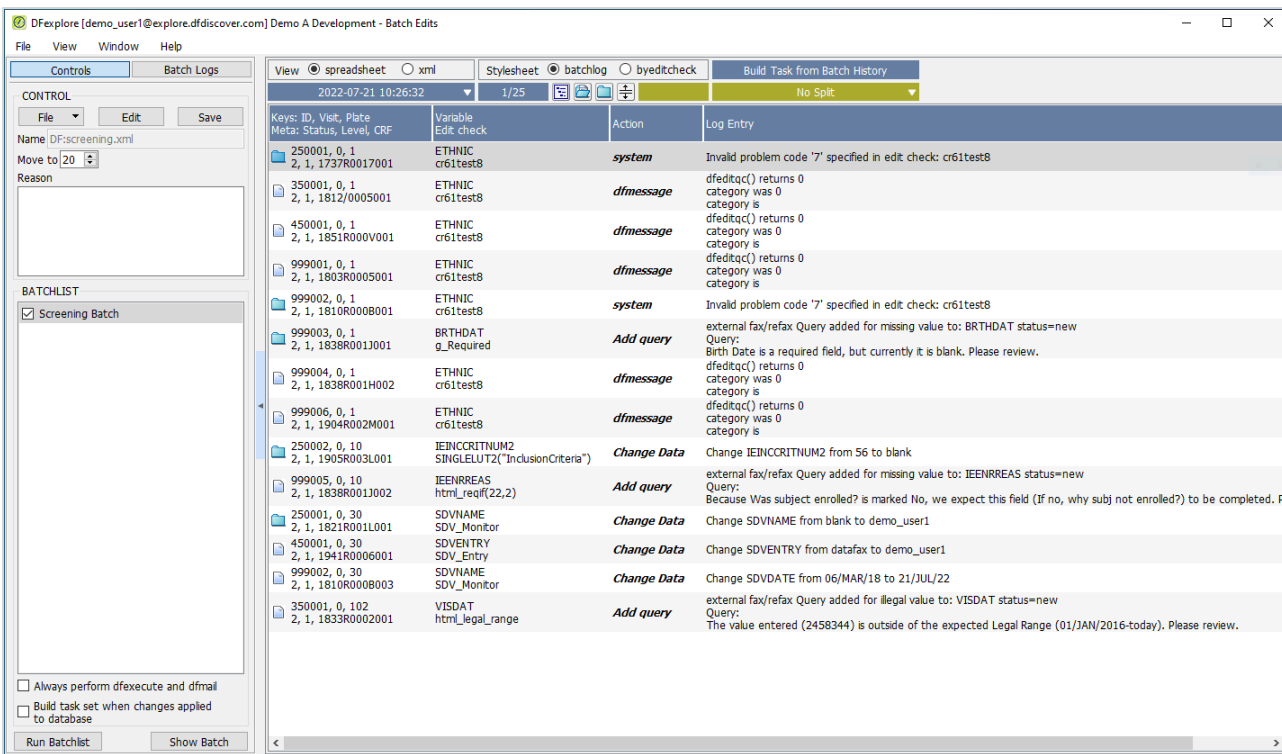 DFexplore [demo_user1@explore.dfdiscover.com] Demo A Development - Batch Edits
File View Window Help
Controls Batch Logs
CONTROL
File Edit Save
Name DF:screening.xml
Move to 20
Reason
BATCHLIST
Screening Batch
Always perform dfexecute and dfmail
Build task set when changes applied
to database
Run Batchlist Show Batch
View spreadsheet xml Stylesheet batchlog byeditcheck Build Task from Batch History
2022-07-21 10:26:32 1/25 No Split
Keys: ID, Visit, Plate Variable
Meta: Status, Level, CRF Edit check Action Log Entry
250001, 0, 1 ETHNIC
2, 1, 1737R0017001 cr61test8 system Invalid problem code '7' specified in edit check: cr61test8
350001, 0, 1 ETHNIC dfeditqc() returns 0
2, 1, 1812/0005001 cr61test8 dfmessage category was 0
category is
450001, 0, 1 ETHNIC dfeditqc() returns 0
2, 1, 1851R000V001 cr61test8 dfmessage category was 0
category is
999001, 0, 1 ETHNIC dfeditqc() returns 0
2, 1, 1803R0005001 cr61test8 dfmessage category was 0
category is
999002, 0, 1 ETHNIC
2, 1, 1810R000B001 cr61test8 system Invalid problem code '7' specified in edit check: cr61test8
999003, 0, 1 BRTHDAT external fax/refax Query added for missing value to: BRTHDAT status=new
2, 1, 1838R001J001 g_Required Add query Query:
Birth Date is a required field, but currently it is blank. Please review.
999004, 0, 1 ETHNIC dfeditqc() returns 0
2, 1, 1838R001H002 cr61test8 dfmessage category was 0
category is
999006, 0, 1 ETHNIC dfeditqc() returns 0
2, 1, 1904R002M001 cr61test8 dfmessage category was 0
category is
250002, 0, 10 IEINCCRITNUM2
2, 1, 1905R003L001 SINGLELUT2("InclusionCriteria") Change Data Change IEINCCRITNUM2 from 56 to blank
999005, 0, 10 IEENRREAS external fax/refax Query added for missing value to: IEENRREAS status=new
2, 1, 1838R001J002 html_reqif(22,2) Add query Query:
Because Was subject enrolled? is marked No, we expect this field (If no, why subj not enrolled?) to be completed.
250001, 0, 30 SDVNAME
2, 1, 1821R001L001 SDV_Monitor Change Data Change SDVNAME from blank to demo_user1
450001, 0, 30 SDVENTRY
2, 1, 1941R0006001 SDV_Entry Change Data Change SDVENTRY from datafax to demo_user1
999002, 0, 30 SDVNAME
2, 1, 1810R000B003 SDV_Monitor Change Data Change SDVDATE from 06/MAR/18 to 21/JUL/22
350001, 0, 102 VISDAT external fax/refax Query added for illegal value to: VISDAT status=new
2, 1, 1833R0002001 html_legal_range Add query Query:
The value entered (2458344) is outside of the expected Legal Range (01/JAN/2016-today). Please review.